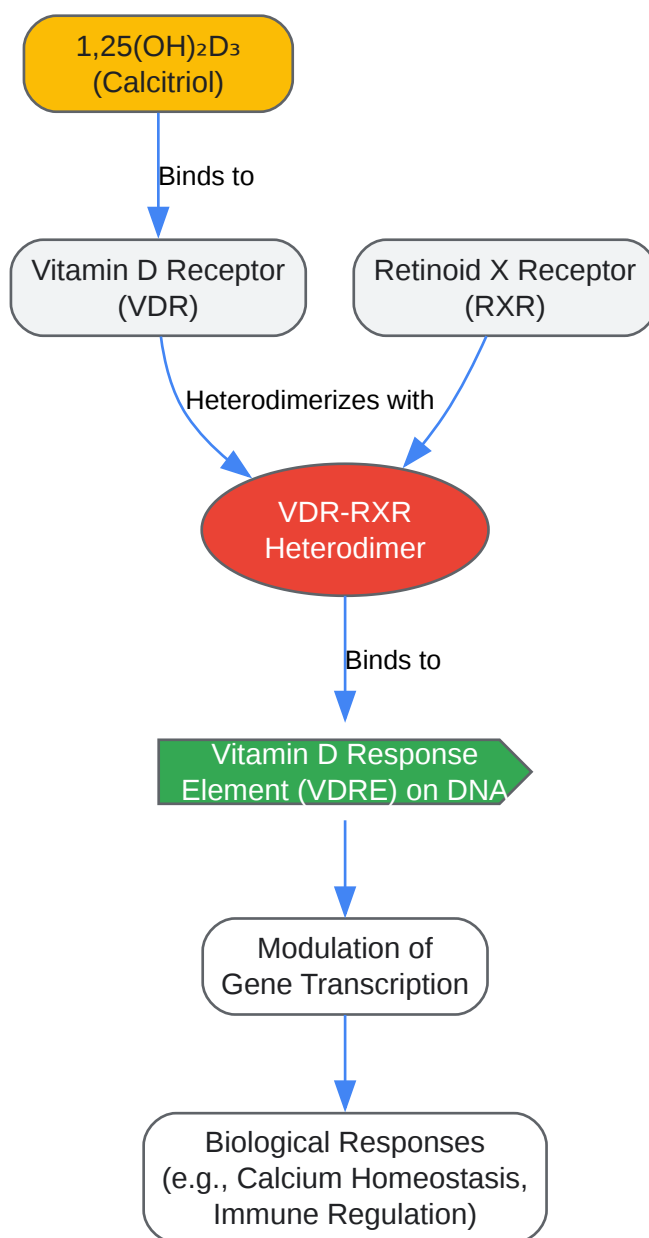 1,25(OH)₂D₃
(Calcitriol)
Binds to
Vitamin D Receptor
(VDR)
Retinoid X Receptor
(RXR)
Heterodimerizes with
VDR-RXR
Heterodimer
Binds to
Vitamin D Response
Element (VDRE) on DNA
Modulation of
Gene Transcription
Biological Responses
(e.g., Calcium Homeostasis,
Immune Regulation)